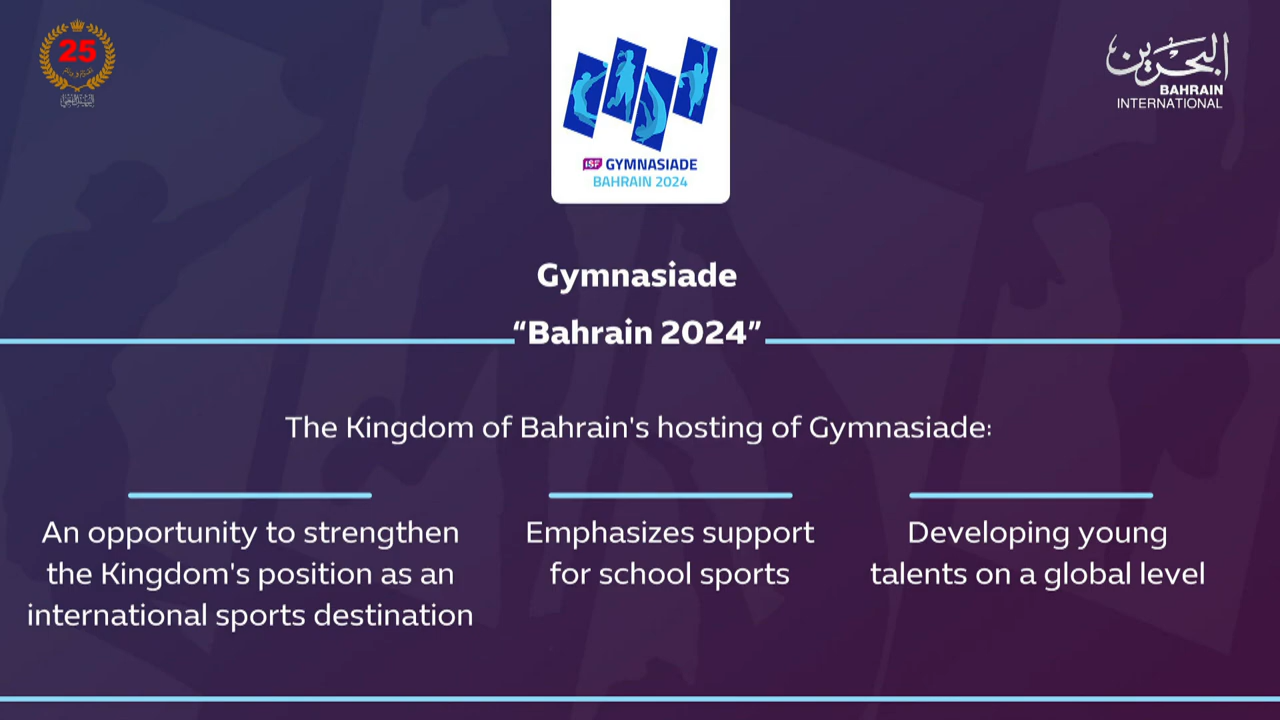 25
البحرين
BAHRAIN
INTERNATIONAL
ISF GYMNASIADE
BAHRAIN 2024
Gymnasiade
“Bahrain 2024”
The Kingdom of Bahrain's hosting of Gymnasiade:
An opportunity to strengthen
the Kingdom's position as an
international sports destination
Emphasizes support
for school sports
Developing young
talents on a global level